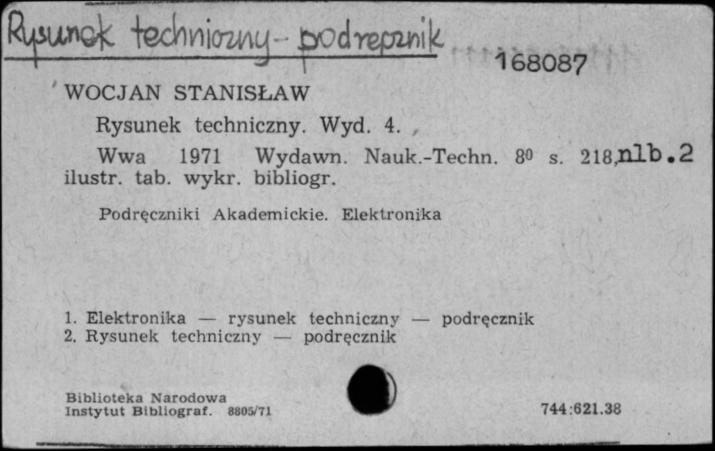 Rysunek techniczny - podręcznik
168087
WOCJAN STANISŁAW
Rysunek techniczny. Wyd. 4.
Wwa 1971 Wydawn. Nauk.-Techn. 8⁰ s. 218, nlb.2
ilustr. tab. wykr. bibliogr.
Podręczniki Akademickie. Elektronika
1. Elektronika — rysunek techniczny — podręcznik
2. Rysunek techniczny — podręcznik
Biblioteka Narodowa
Instytut Bibliograf. 8805/71
744:621.38